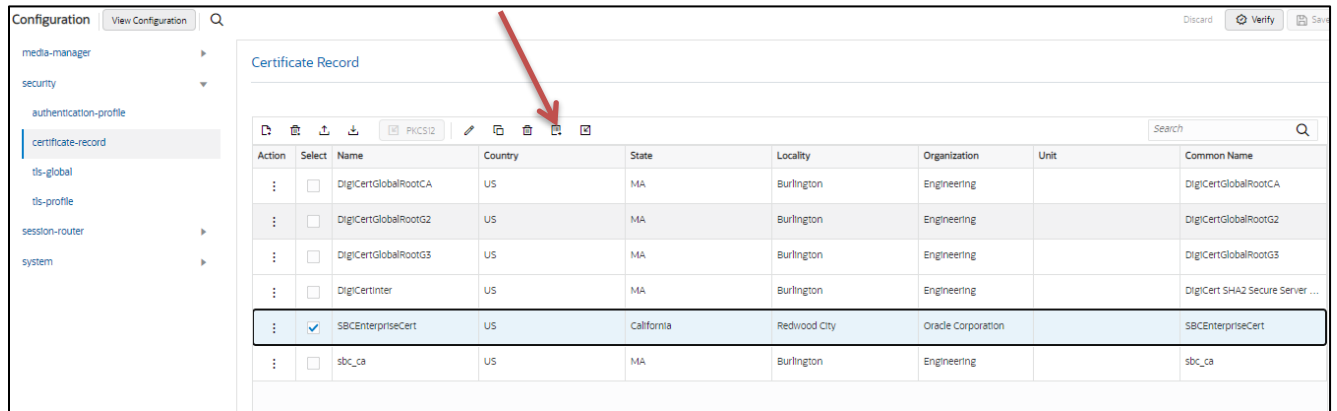 Configuration View Configuration Discard Verify Save
media-manager
security
authentication-profile
certificate-record
tls-global
tls-profile
session-router
system
Certificate Record
PKCS12 Search
Action Select Name Country State Locality Organization Unit Common Name
DigiCertGlobalRootCA US MA Burlington Engineering DigiCertGlobalRootCA
DigiCertGlobalRootG2 US MA Burlington Engineering DigiCertGlobalRootG2
DigiCertGlobalRootG3 US MA Burlington Engineering DigiCertGlobalRootG3
DigiCertInter US MA Burlington Engineering DigiCert SHA2 Secure Server ...
SBCEnterpriseCert US California Redwood City Oracle Corporation SBCEnterpriseCert
sbc_ca US MA Burlington Engineering sbc_ca